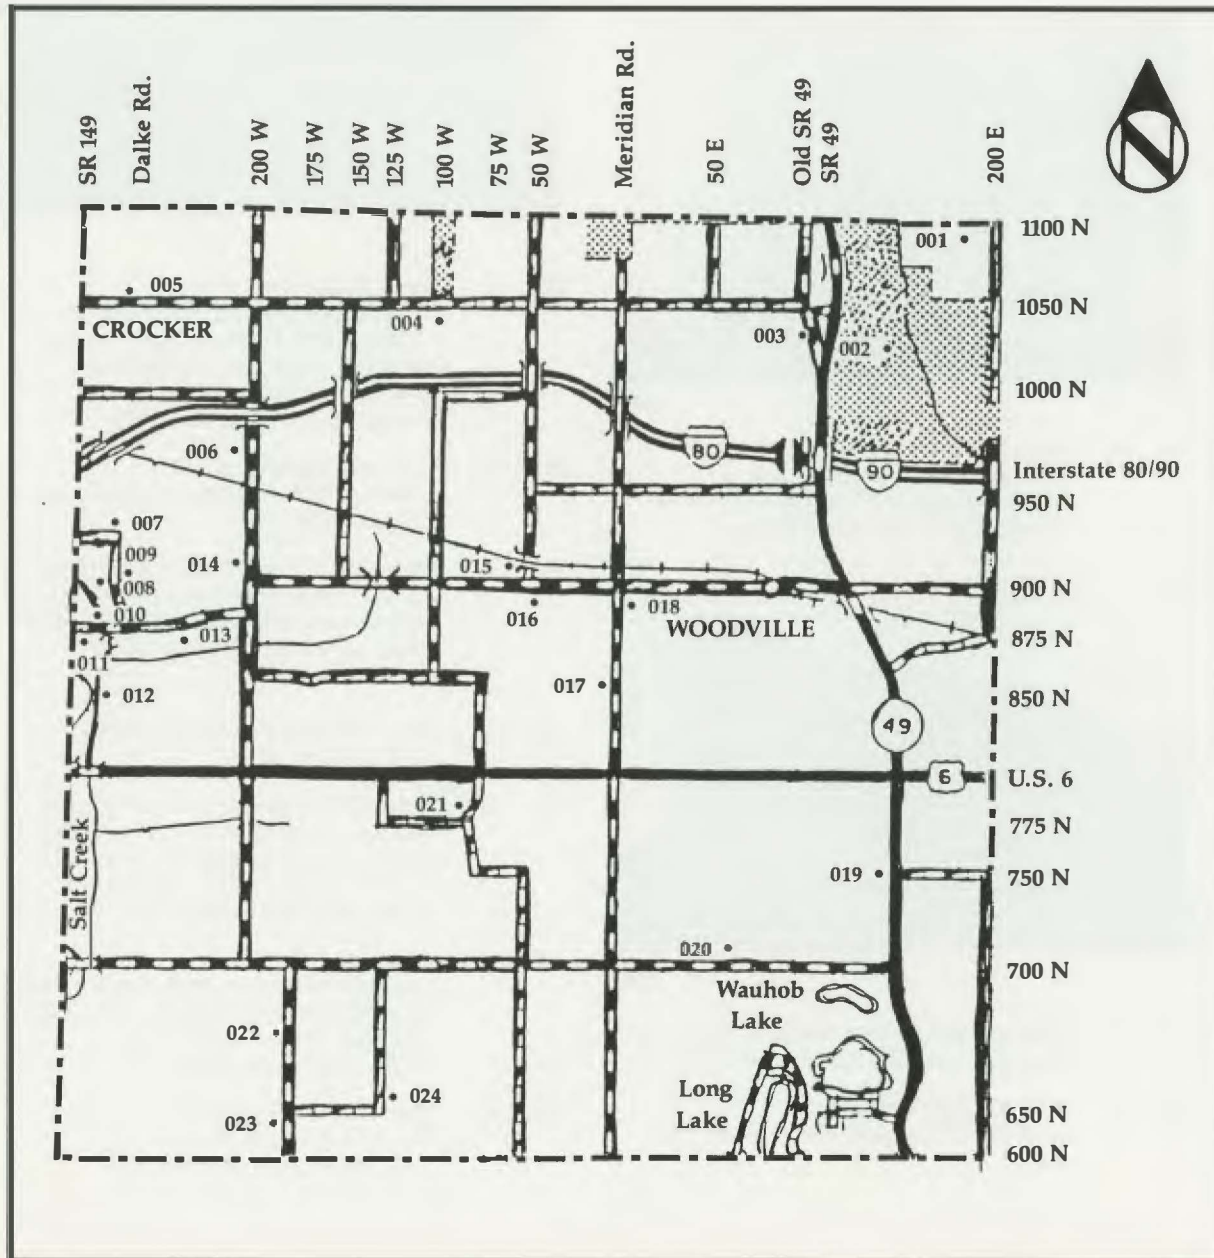 SR 149
Dalke Rd.
200 W
175 W
150 W
125 W
100 W
75 W
50 W
Meridian Rd.
50 E
Old SR 49
SR 49
200 E
N
1100 N
001
005
1050 N
CROCKER
004
003
002
1000 N
006
80
90
Interstate 80/90
950 N
007
009
014
015
008
900 N
010
016
018
013
WOODVILLE
875 N
011
012
017
850 N
49
6
U.S. 6
021
775 N
Salt Creek
019
750 N
020
700 N
Wauhob
Lake
022
Long
Lake
024
023
650 N
600 N